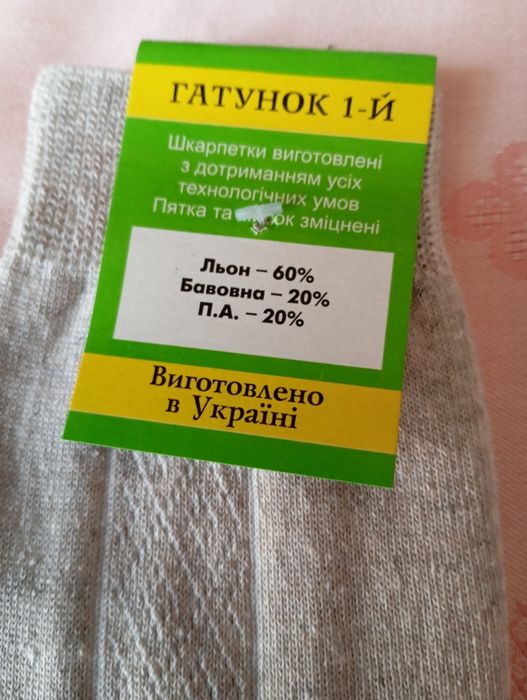 ГАТУНОК 1-Й
Шкарпетки виготовлені
з дотриманням усіх
технологічних умов
Пятка та зміцнені
Льон – 60%
Бавовна – 20%
П.А. – 20%
Виготовлено
в Україні